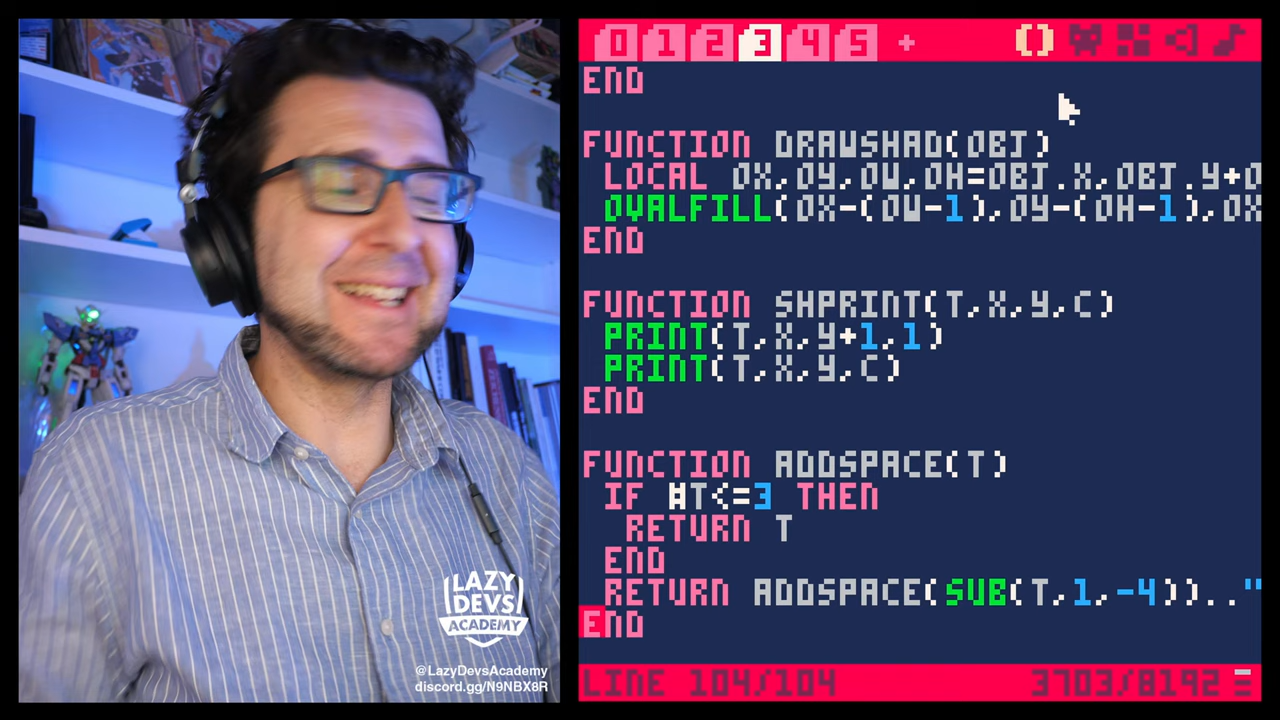 LAZY
DEVS
ACADEMY
@LazyDevsAcademy
discord.gg/N9NBX8R
0 1 2 3 4 5 + ()
END
FUNCTION DRAWSHAD(OBJ)
LOCAL OX,OY,OW,OH=OBJ.X,OBJ.Y+O
OVALFILL(OX-(OW-1),OY-(OH-1),OX
END
FUNCTION SHPRINT(T,X,Y,C)
PRINT(T,X,Y+1,1)
PRINT(T,X,Y,C)
END
FUNCTION ADDSPACE(T)
IF #T<=3 THEN
RETURN T
END
RETURN ADDSPACE(SUB(T,1,-4)).."
END
LINE 104/104
3703/8192